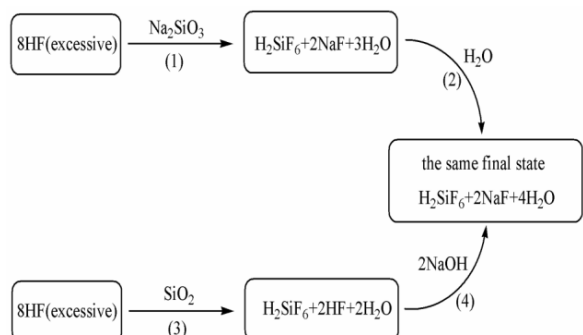 8HF(excessive)
Na₂SiO₃
(1)
H₂SiF₆+2NaF+3H₂O
H₂O
(2)
the same final state
H₂SiF₆+2NaF+4H₂O
8HF(excessive)
SiO₂
(3)
H₂SiF₆+2HF+2H₂O
2NaOH
(4)